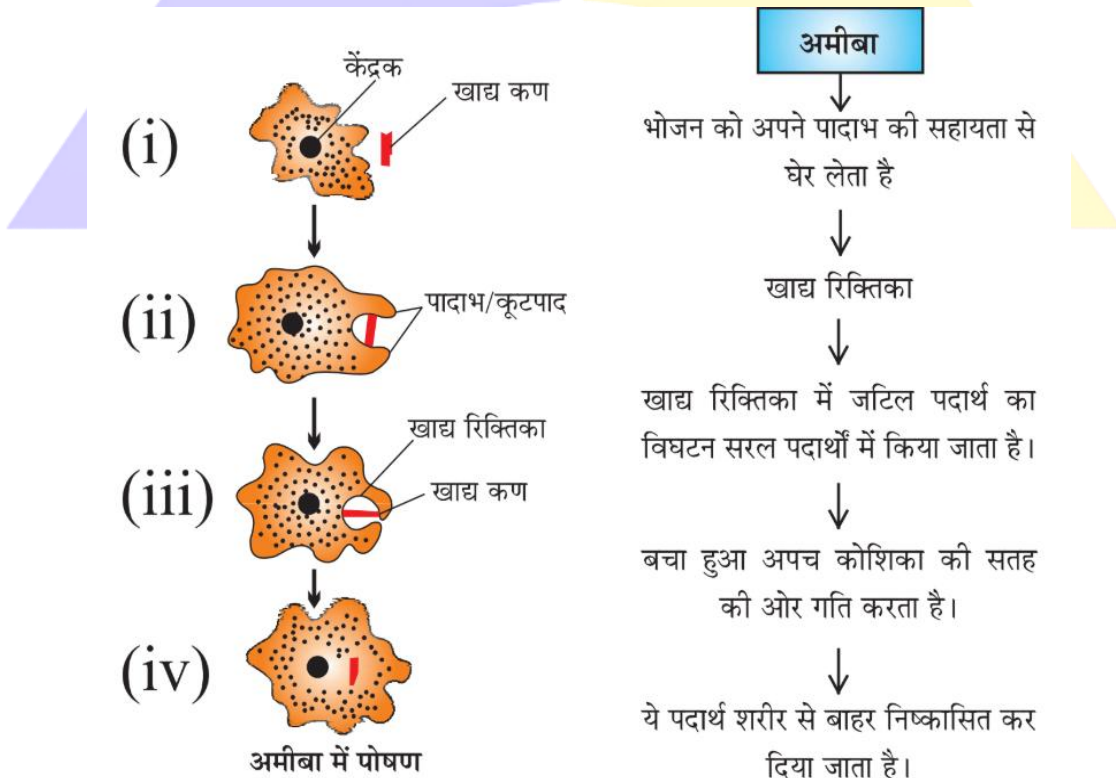 केंद्रक
खाद्य कण
(i)
(ii)
पादाभ/कूटपाद
खाद्य रिक्तिका
(iii)
खाद्य कण
(iv)
अमीबा में पोषण
अमीबा
भोजन को अपने पादाभ की सहायता से
घेर लेता है
खाद्य रिक्तिका
खाद्य रिक्तिका में जटिल पदार्थ का
विघटन सरल पदार्थों में किया जाता है।
बचा हुआ अपच कोशिका की सतह
की ओर गति करता है।
ये पदार्थ शरीर से बाहर निष्कासित कर
दिया जाता है।